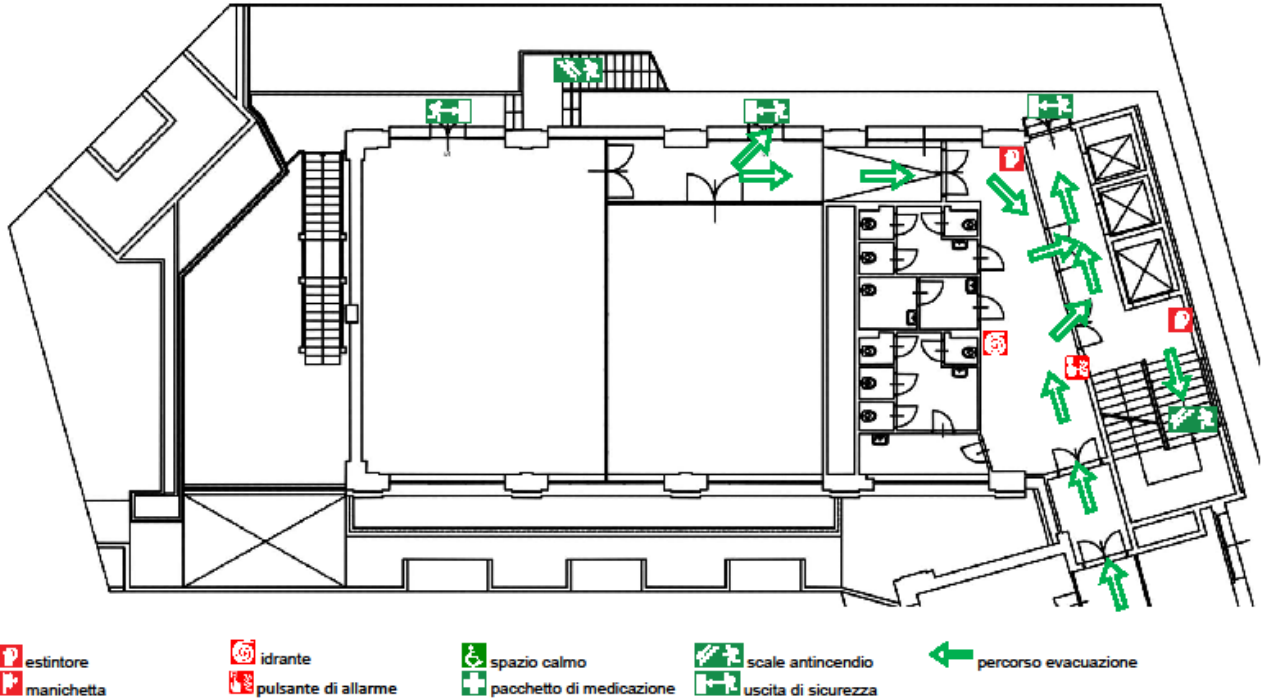 estintore idrante spazio calmo scale antincendio percorso evacuazione
manichetta pulsante di allarme pacchetto di medicazione uscita di sicurezza